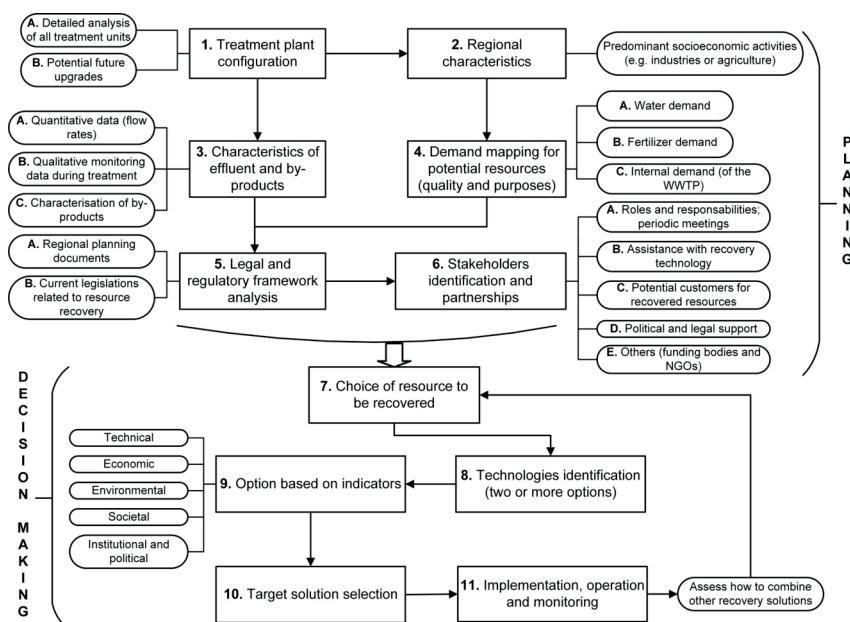 A. Detailed analysis
of all treatment units
B. Potential future
upgrades
1. Treatment plant
configuration
2. Regional
characteristics
Predominant socioeconomic activities
(e.g. industries or agriculture)
A. Quantitative data (flow
rates)
B. Qualitative monitoring
data during treatment
C. Characterisation of by-
products
3. Characteristics of
effluent and by-
products
4. Demand mapping for
potential resources
(quality and purposes)
A. Water demand
B. Fertilizer demand
C. Internal demand (of the
WWTP)
A. Regional planning
documents
B. Current legislations
related to resource
recovery
5. Legal and
regulatory framework
analysis
6. Stakeholders
identification and
partnerships
A. Roles and responsabilities;
periodic meetings
B. Assistance with recovery
technology
C. Potential customers for
recovered resources
D. Political and legal support
E. Others (funding bodies and
NGOs)
PLANNING
DECISION MAKING
7. Choice of resource to
be recovered
8. Technologies identification
(two or more options)
9. Option based on indicators
Technical
Economic
Environmental
Societal
Institutional and
political
10. Target solution selection
11. Implementation, operation
and monitoring
Assess how to combine
other recovery solutions